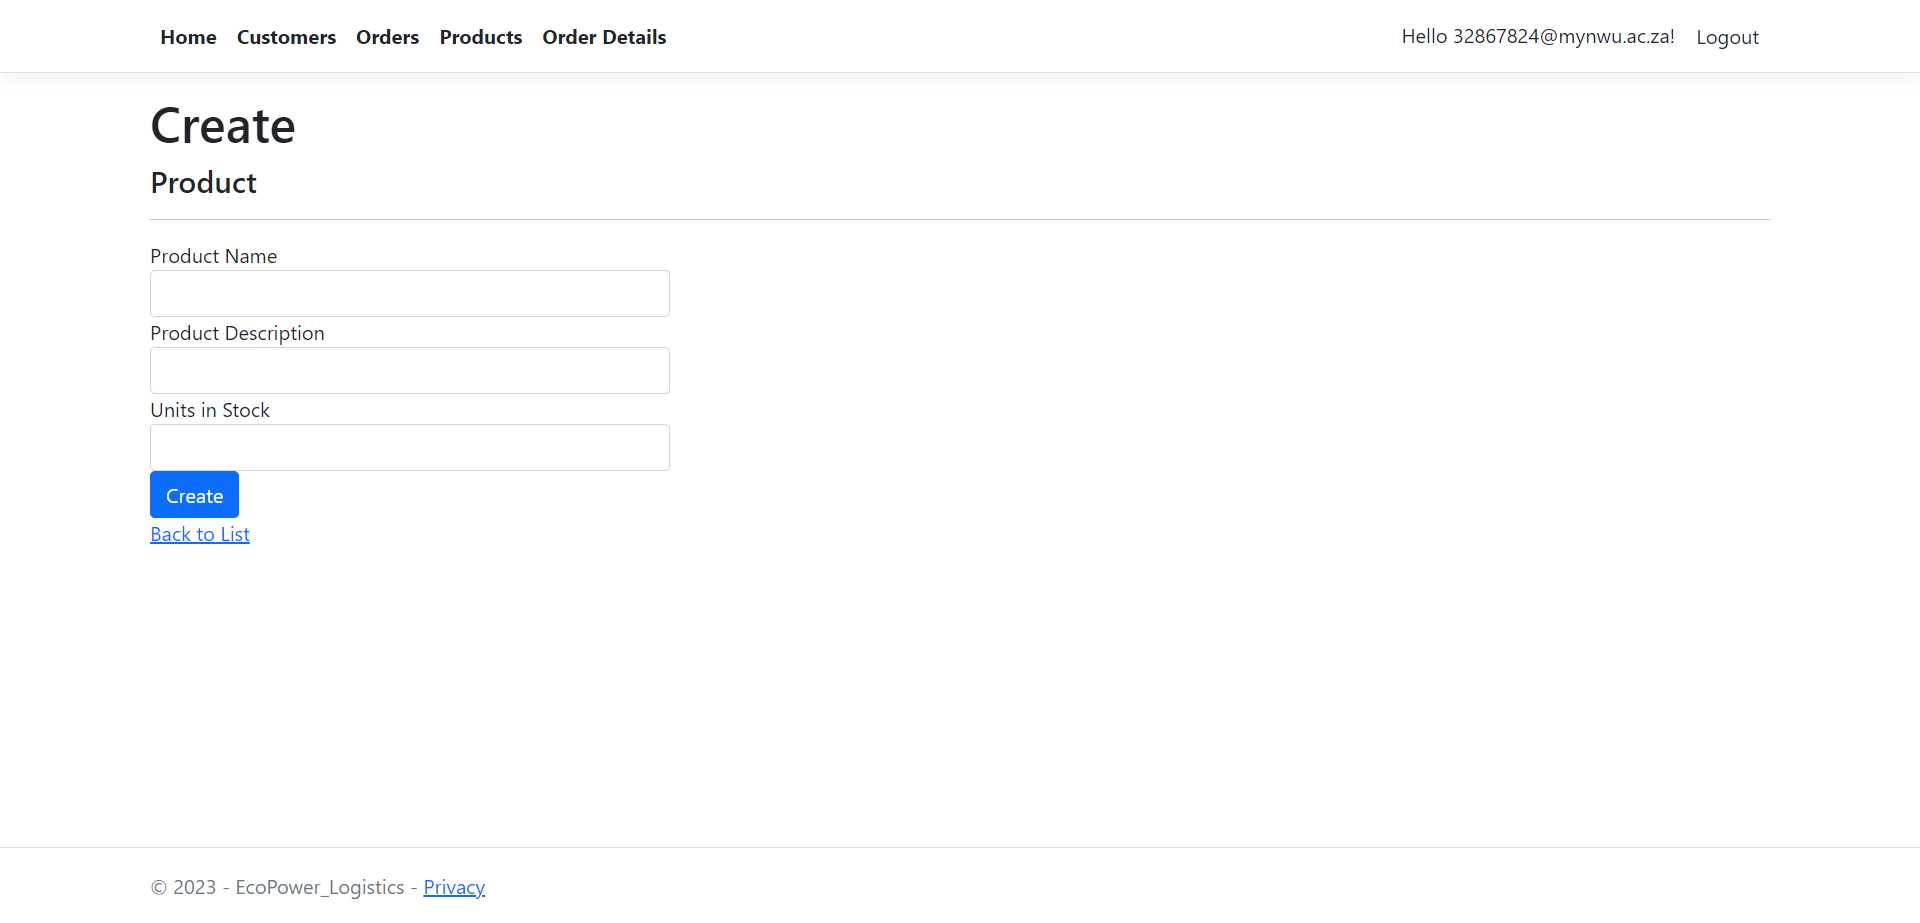 Home Customers Orders Products Order Details Hello 32867824@mynwu.ac.za! Logout
Create
Product
Product Name
Product Description
Units in Stock
Create
Back to List
© 2023 - EcoPower_Logistics - Privacy